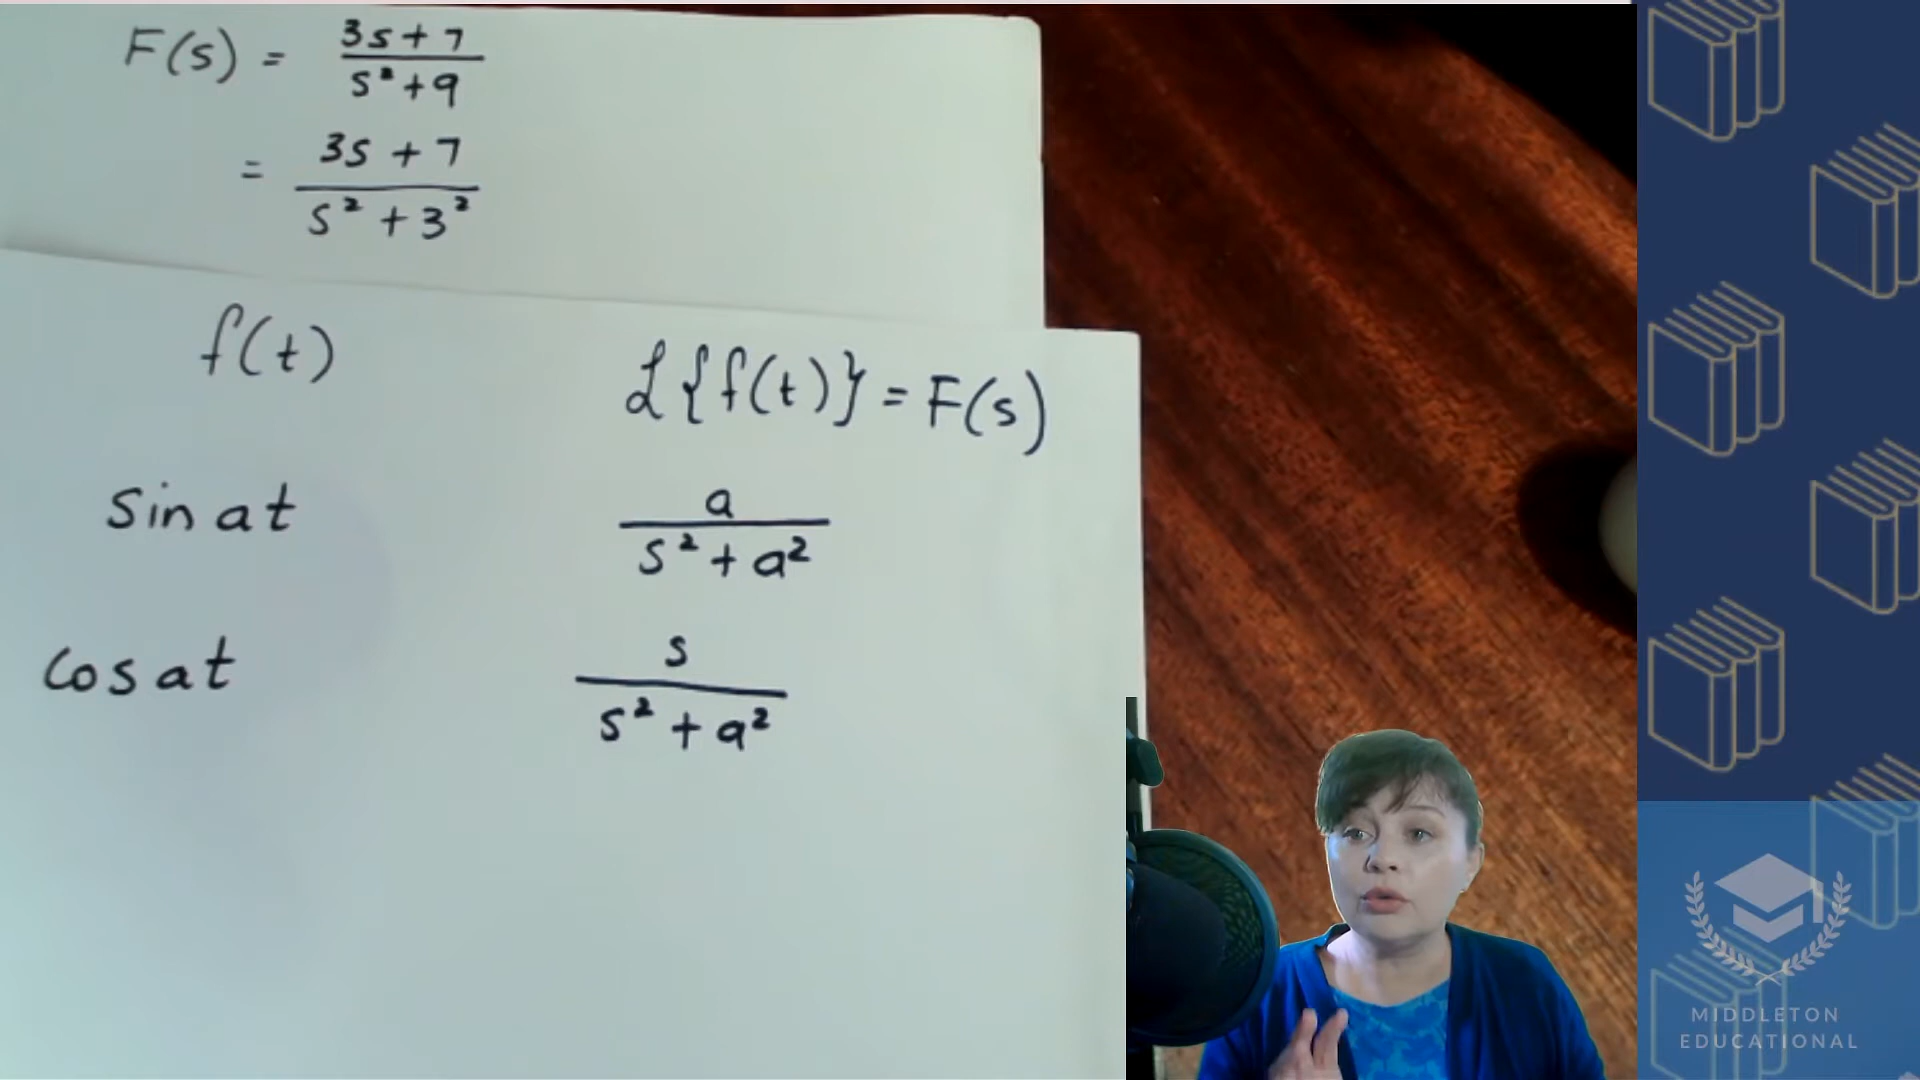 F(s) = 3s + 7 / s² + 9
= 3s + 7 / s² + 3²
f(t) ℒ{f(t)} = F(s)
sin at a / s² + a²
cos at s / s² + a²
MIDDLETON
EDUCATIONAL